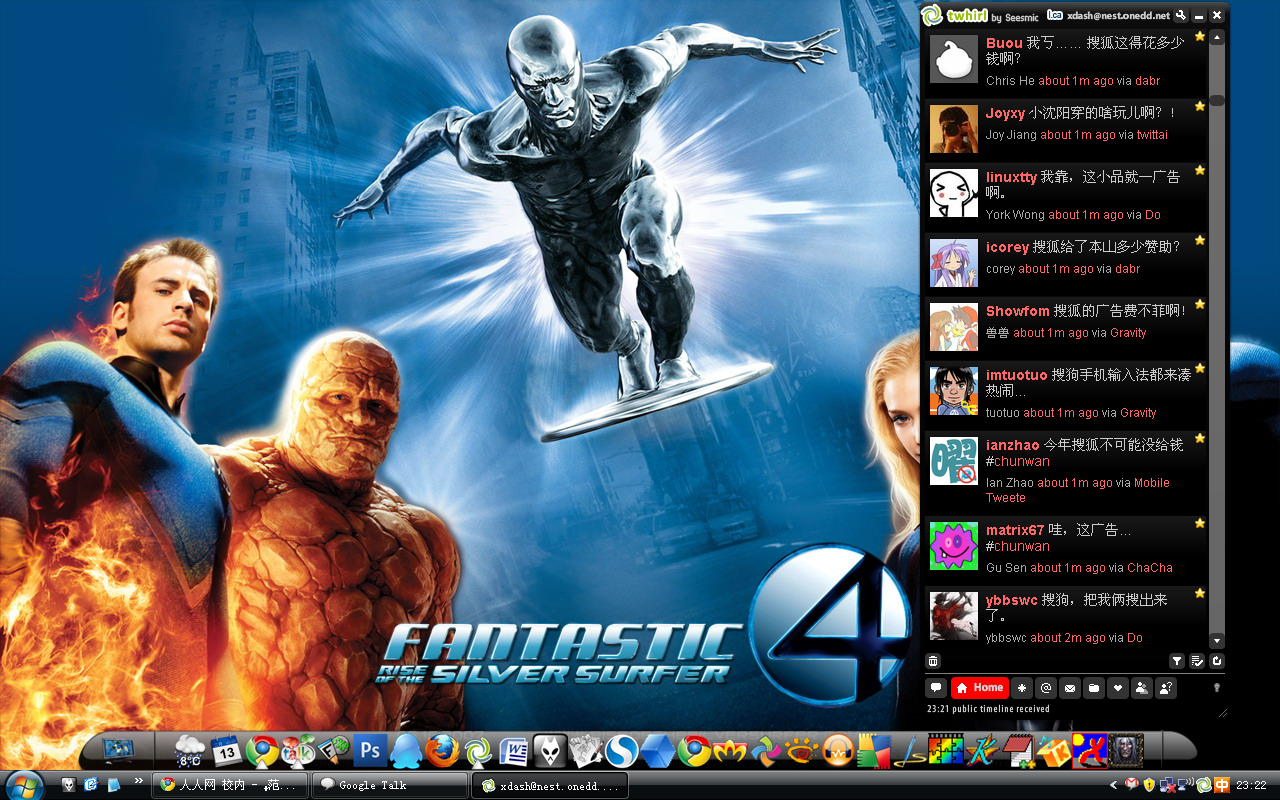 twhirl by Seesmic lca xdash@nest.onedd.net
Buou 我亏…… 搜狐这得花多少
钱啊?
Chris He about 1m ago via dabr
Joyxy 小沈阳穿的啥玩儿啊? !
Joy Jiang about 1m ago via twittai
linuxtty 我靠，这小品就一广告
啊。
York Wong about 1m ago via Do
icorey 搜狐给了本山多少赞助?
corey about 1m ago via dabr
Showfom 搜狐的广告费不菲啊!
兽兽 about 1m ago via Gravity
imtuotuo 搜狗手机输入法都来凑
热闹...
tuotuo about 1m ago via Gravity
ianzhao 今年搜狐不可能没给钱
#chunwan
Ian Zhao about 1m ago via Mobile
Tweete
matrix67 哇，这广告...
#chunwan
Gu Sen about 1m ago via ChaCha
ybbswc 搜狗，把我俩搜出来
了。
ybbswc about 2m ago via Do
Home
23:21 public timeline received
FANTASTIC 4
RISE OF THE SILVER SURFER
8°C
13
Ps
人人网 校内 - ,范...
Google Talk
xdash@nest.onedd....
中
23:22